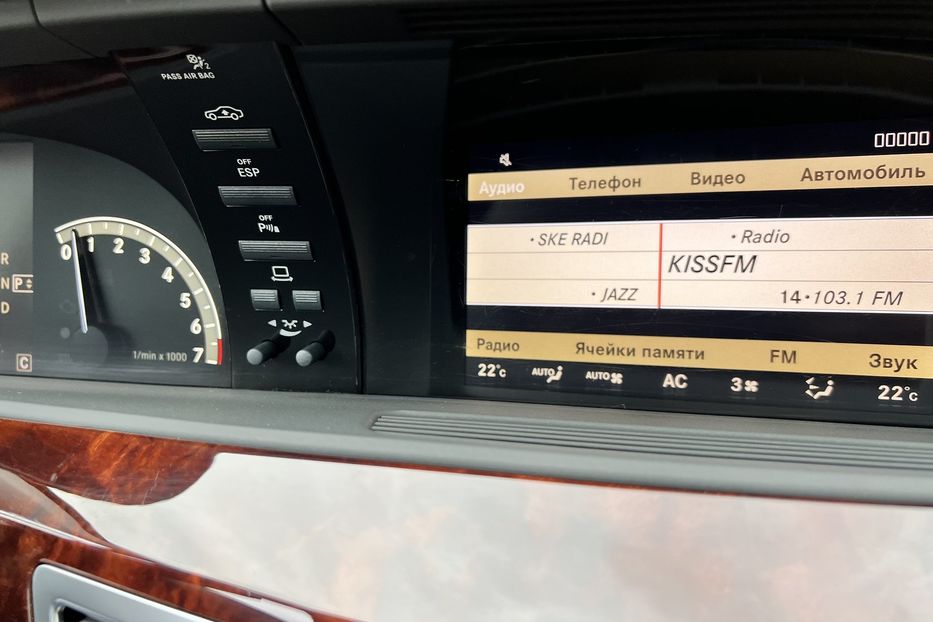 PASS AIR BAG
2
OFF
ESP
OFF
P
R
N P
D
0 1 2 3 4 5 6 7
1/min x 1000
C
00000
Аудио Телефон Видео Автомобиль
SKE RADI • Radio
KISSFM
JAZZ 14 • 103.1 FM
Радио Ячейки памяти FM Звук
22°C AUTO AUTO AC 3 22°C